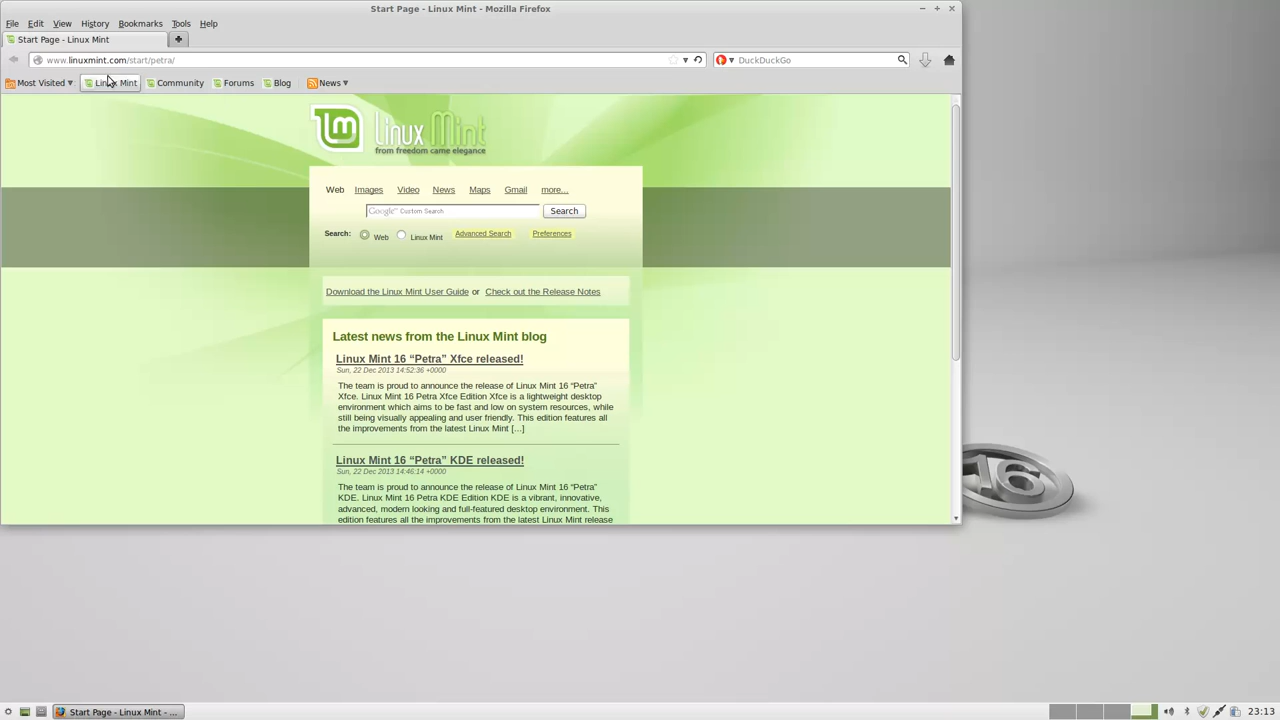 Start Page - Linux Mint - Mozilla Firefox
File Edit View History Bookmarks Tools Help
Start Page - Linux Mint
www.linuxmint.com/start/petra/
DuckDuckGo
Most Visited Linux Mint Community Forums Blog News
Linux Mint
from freedom came elegance
Web Images Video News Maps Gmail more...
Google™ Custom Search Search
Search: Web Linux Mint Advanced Search Preferences
Download the Linux Mint User Guide or Check out the Release Notes
Latest news from the Linux Mint blog
Linux Mint 16 “Petra” Xfce released!
Sun, 22 Dec 2013 14:52:36 +0000
The team is proud to announce the release of Linux Mint 16 “Petra”
Xfce. Linux Mint 16 Petra Xfce Edition Xfce is a lightweight desktop
environment which aims to be fast and low on system resources, while
still being visually appealing and user friendly. This edition features all
the improvements from the latest Linux Mint [...]
Linux Mint 16 “Petra” KDE released!
Sun, 22 Dec 2013 14:46:14 +0000
The team is proud to announce the release of Linux Mint 16 “Petra”
KDE. Linux Mint 16 Petra KDE Edition KDE is a vibrant, innovative,
advanced, modern looking and full-featured desktop environment. This
edition features all the improvements from the latest Linux Mint release
16
Start Page - Linux Mint - ...
23:13